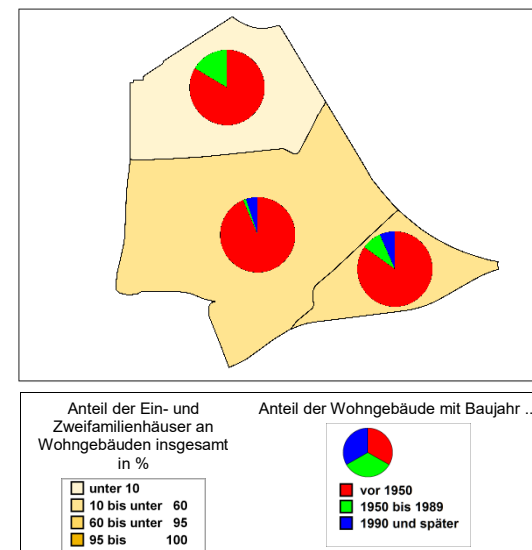 Anteil der Ein- und
Zweifamilienhäuser an
Wohngebäuden insgesamt
in %
unter 10
10 bis unter 60
60 bis unter 95
95 bis 100
Anteil der Wohngebäude mit Baujahr ...
vor 1950
1950 bis 1989
1990 und später